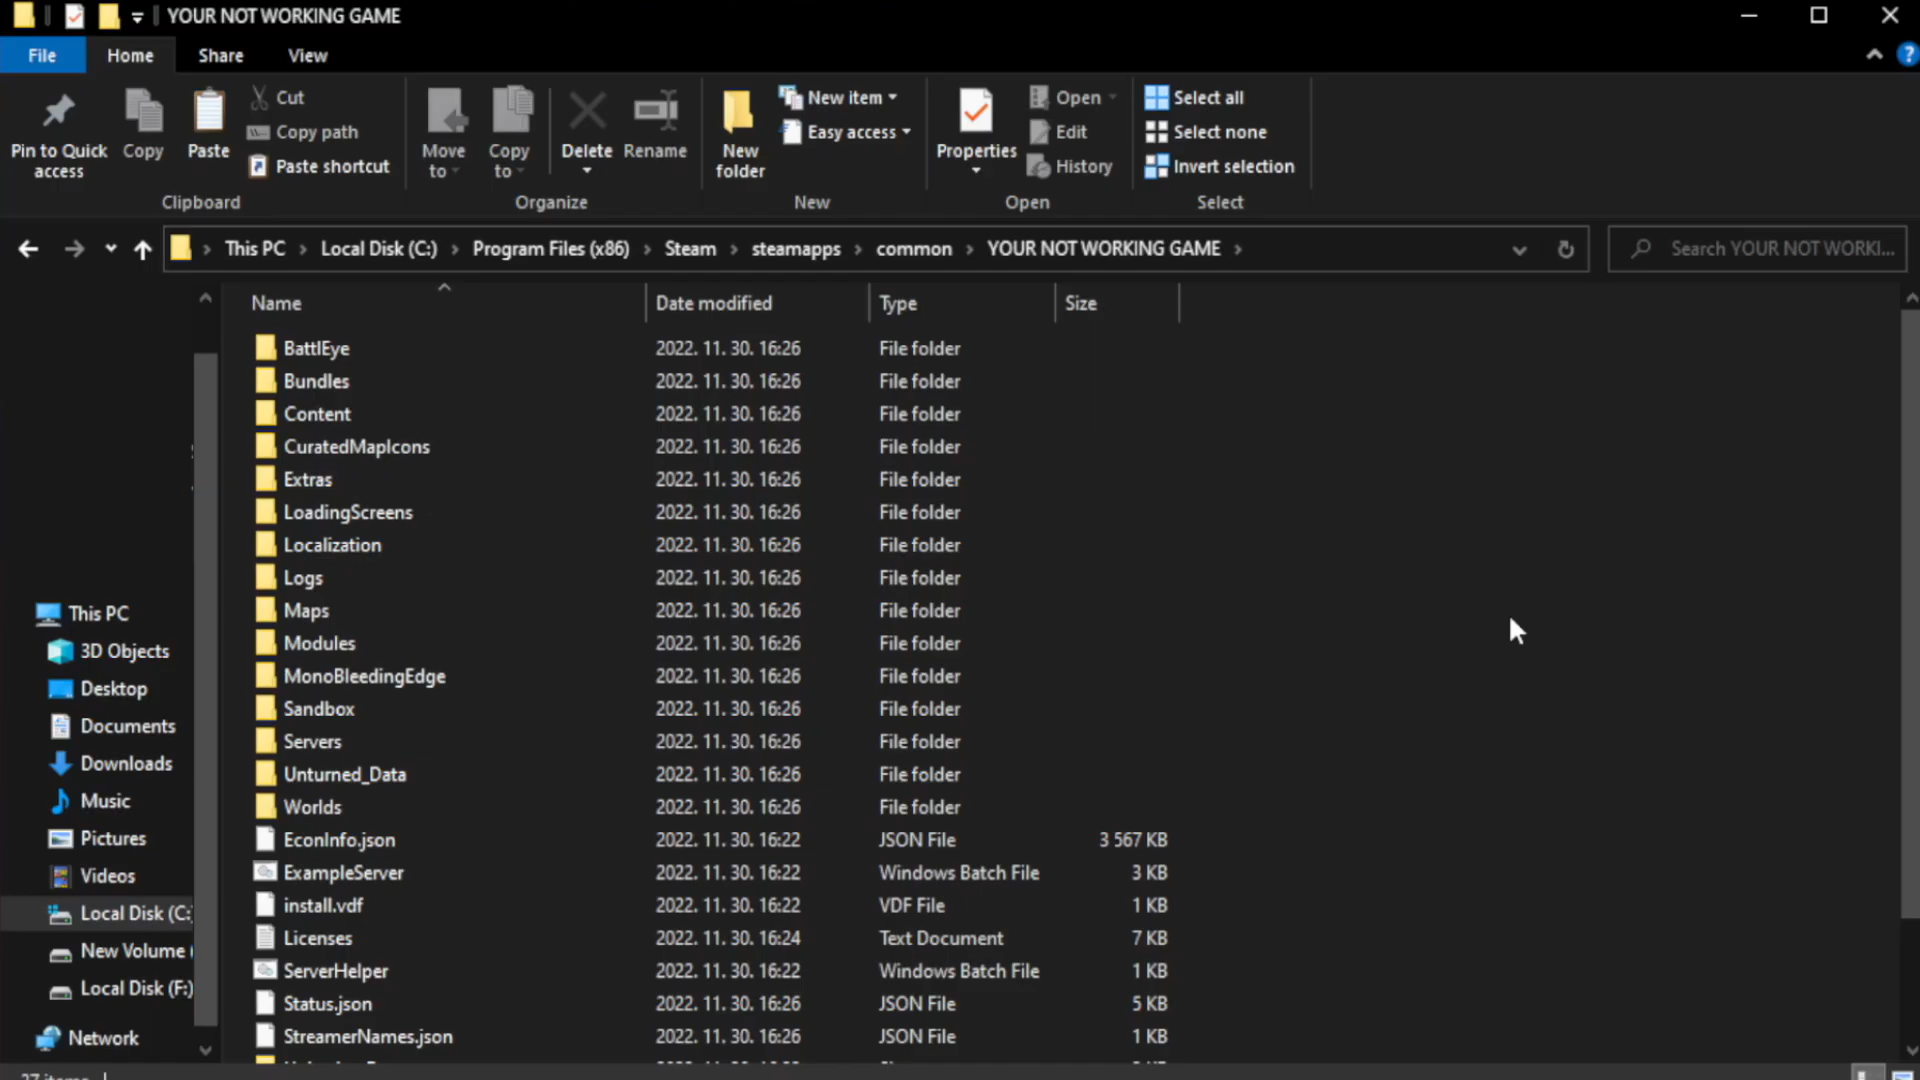 YOUR NOT WORKING GAME
File Home Share View
Pin to Quick access
Copy
Paste
Cut
Copy path
Paste shortcut
Clipboard
Move to
Copy to
Delete
Rename
Organize
New folder
New item
Easy access
New
Properties
Open
Edit
History
Open
Select all
Select none
Invert selection
Select
This PC Local Disk (C:) Program Files (x86) Steam steamapps common YOUR NOT WORKING GAME
Search YOUR NOT WORKI...
This PC
3D Objects
Desktop
Documents
Downloads
Music
Pictures
Videos
Local Disk (C:
New Volume
Local Disk (F:)
Network
Name Date modified Type Size
BattlEye 2022. 11. 30. 16:26 File folder
Bundles 2022. 11. 30. 16:26 File folder
Content 2022. 11. 30. 16:26 File folder
CuratedMapIcons 2022. 11. 30. 16:26 File folder
Extras 2022. 11. 30. 16:26 File folder
LoadingScreens 2022. 11. 30. 16:26 File folder
Localization 2022. 11. 30. 16:26 File folder
Logs 2022. 11. 30. 16:26 File folder
Maps 2022. 11. 30. 16:26 File folder
Modules 2022. 11. 30. 16:26 File folder
MonoBleedingEdge 2022. 11. 30. 16:26 File folder
Sandbox 2022. 11. 30. 16:26 File folder
Servers 2022. 11. 30. 16:26 File folder
Unturned_Data 2022. 11. 30. 16:26 File folder
Worlds 2022. 11. 30. 16:26 File folder
EconInfo.json 2022. 11. 30. 16:22 JSON File 3 567 KB
ExampleServer 2022. 11. 30. 16:22 Windows Batch File 3 KB
install.vdf 2022. 11. 30. 16:22 VDF File 1 KB
Licenses 2022. 11. 30. 16:24 Text Document 7 KB
ServerHelper 2022. 11. 30. 16:22 Windows Batch File 1 KB
Status.json 2022. 11. 30. 16:26 JSON File 5 KB
StreamerNames.json 2022. 11. 30. 16:26 JSON File 1 KB